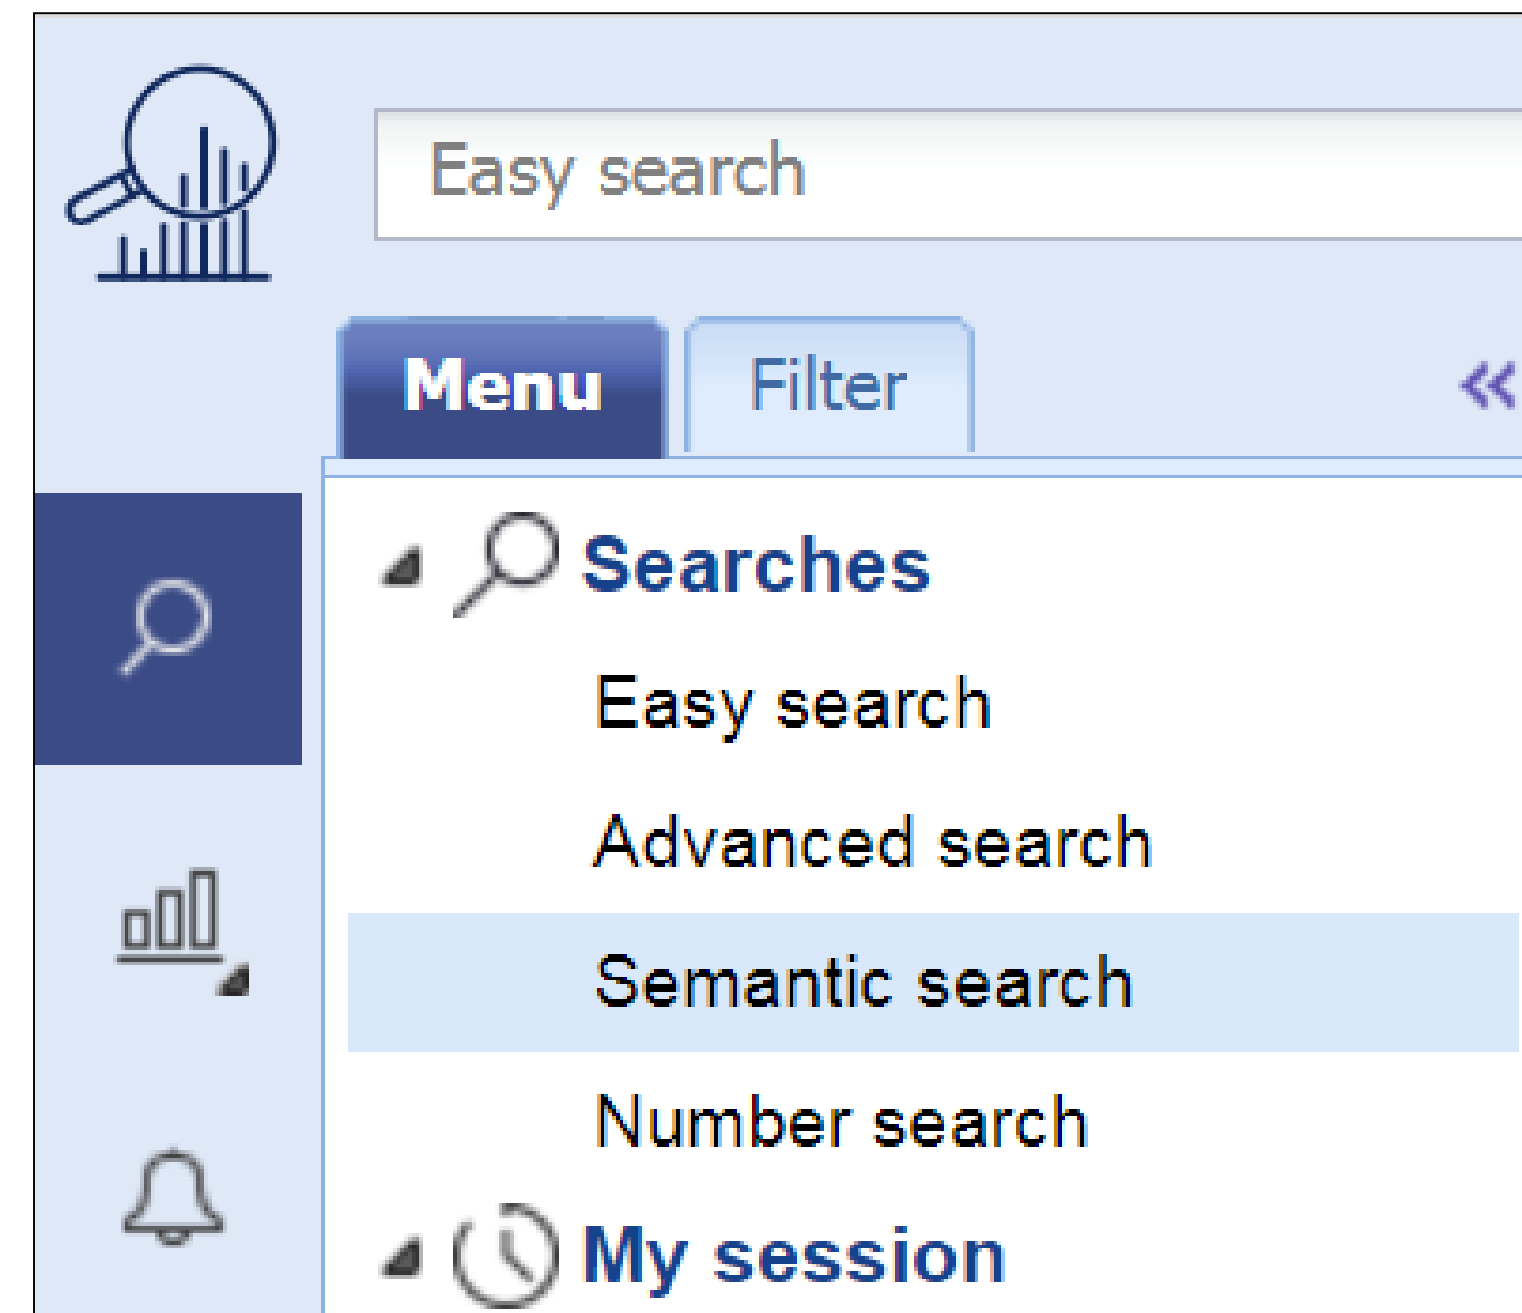 Easy search
Menu Filter «
Searches
Easy search
Advanced search
Semantic search
Number search
My session